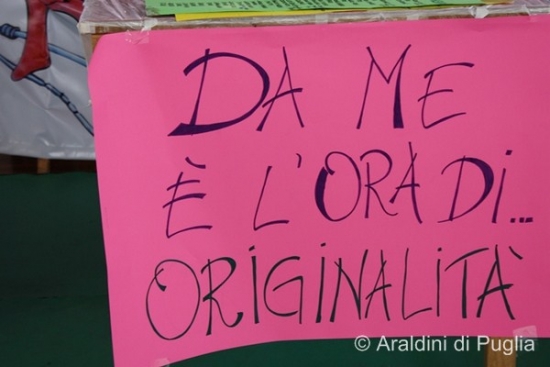 DA ME
È L'ORA DI...
ORIGINALITÀ
© Araldini di Puglia